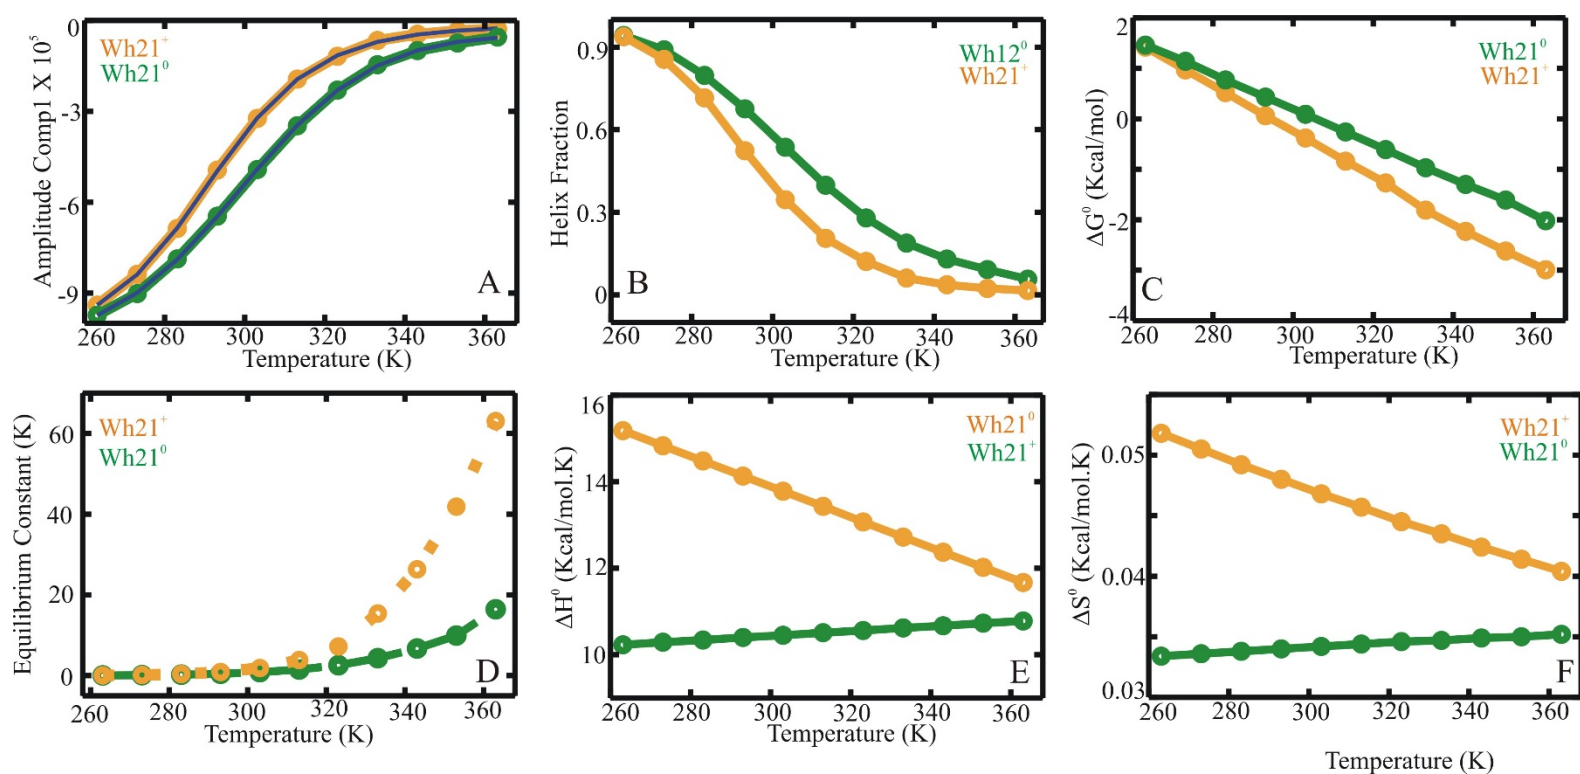 Amplitude Comp1 X 10⁵
0
-3
-6
-9
Wh21⁺
Wh21⁰
A
260 280 300 320 340 360
Temperature (K)
Helix Fraction
0.9
0.6
0.3
0
Wh12⁰
Wh21⁺
B
260 280 300 320 340 360
Temperature (K)
ΔG⁰ (Kcal/mol)
2
0
-2
-4
Wh21⁰
Wh21⁺
C
260 280 300 320 340 360
Temperature (K)
Equilibrium Constant (K)
60
40
20
0
Wh21⁺
Wh21⁰
D
260 280 300 320 340 360
Temperature (K)
ΔH⁰ (Kcal/mol.K)
16
14
12
10
Wh21⁰
Wh21⁺
E
260 280 300 320 340 360
Temperature (K)
ΔS⁰ (Kcal/mol.K)
0.05
0.04
0.03
Wh21⁺
Wh21⁰
F
260 280 300 320 340 360
Temperature (K)